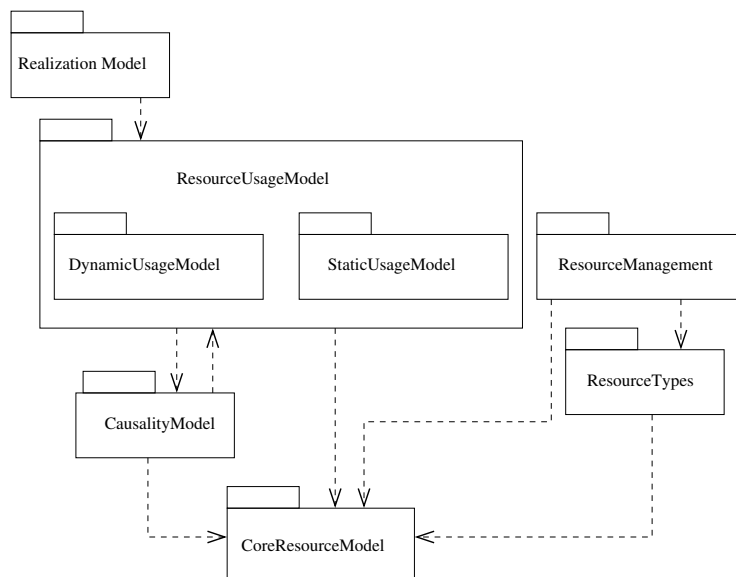 Realization Model
ResourceUsageModel
DynamicUsageModel
StaticUsageModel
ResourceManagement
ResourceTypes
CausalityModel
CoreResourceModel